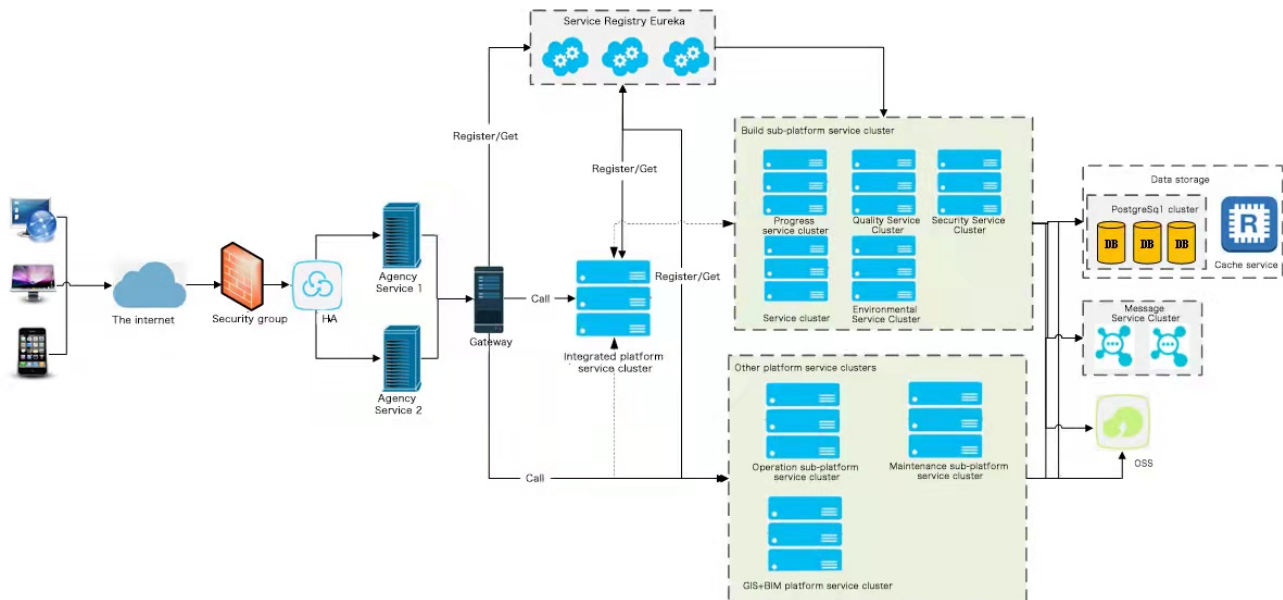 Service Registry Eureka
Register/Get
Register/Get
Register/Get
Build sub-platform service cluster
Progress
service cluster
Quality Service
Cluster
Security Service
Cluster
Service cluster
Environmental
Service Cluster
Data storage
PostgreSq1 cluster
DB
DB
DB
R
Cache service
Message
Service Cluster
OSS
The internet
Security group
HA
Agency
Service 1
Agency
Service 2
Gateway
Call
Integrated platform
service cluster
Call
Other platform service clusters
Operation sub-platform
service cluster
Maintenance sub-platform
service cluster
GIS+BIM platform service cluster